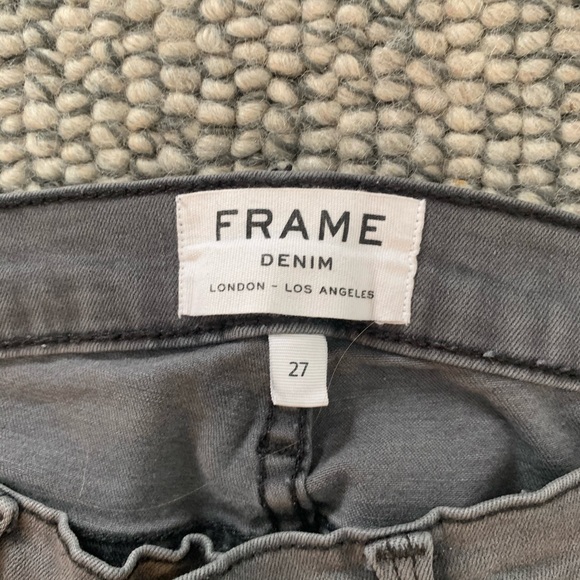 FRAME
DENIM
LONDON - LOS ANGELES
27